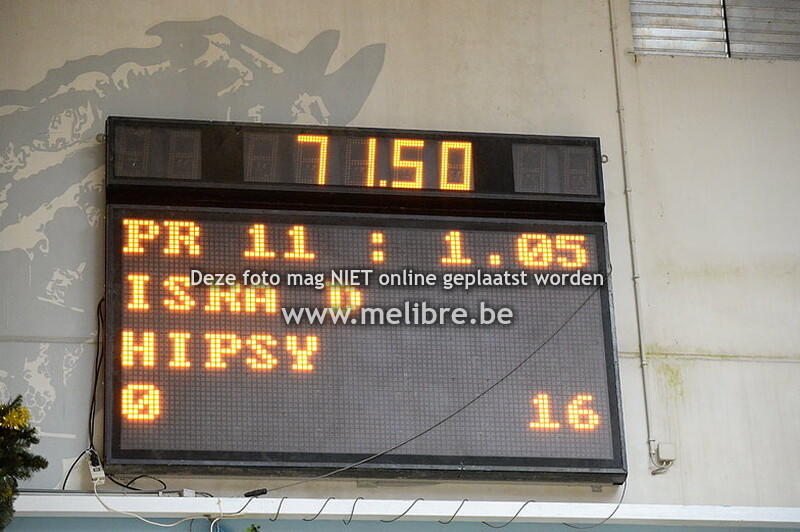 71.50
PR 11 : 1.05
ISRA D
Deze foto mag NIET online geplaatst worden
www.melibre.be
HIPSY
0 16